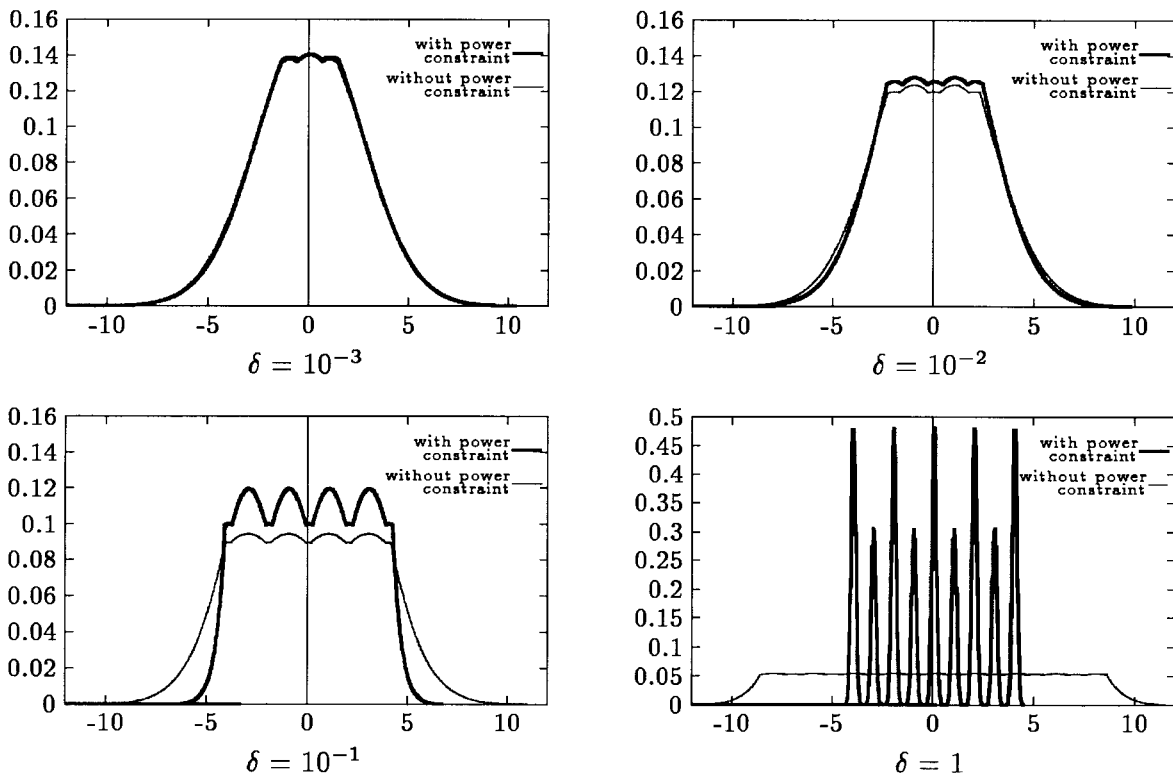 0.16
0.14
0.12
0.1
0.08
0.06
0.04
0.02
0
-10 -5 0 5 10
with power
constraint
without power
constraint
δ = 10⁻³
0.16
0.14
0.12
0.1
0.08
0.06
0.04
0.02
0
-10 -5 0 5 10
with power
constraint
without power
constraint
δ = 10⁻²
0.16
0.14
0.12
0.1
0.08
0.06
0.04
0.02
0
-10 -5 0 5 10
with power
constraint
without power
constraint
δ = 10⁻¹
0.5
0.45
0.4
0.35
0.3
0.25
0.2
0.15
0.1
0.05
0
-10 -5 0 5 10
with power
constraint
without power
constraint
δ = 1